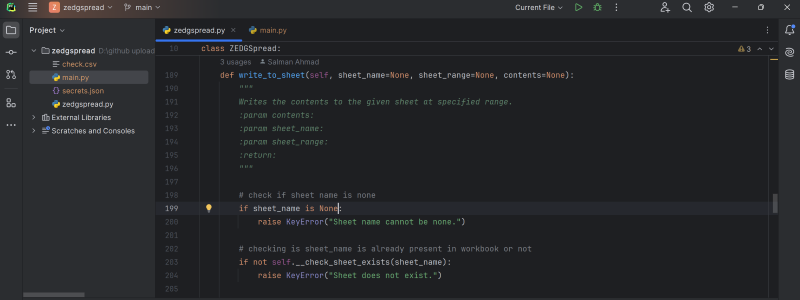 Z zedgspread main Current File
Project
zedgspread D:\github upload
check.csv
main.py
secrets.json
zedgspread.py
External Libraries
Scratches and Consoles
zedgspread.py main.py
18 class ZEDGSpread: 3
3 usages Salman Ahmad
189 def write_to_sheet(self, sheet_name=None, sheet_range=None, contents=None):
190 """
191 Writes the contents to the given sheet at specified range.
192 :param contents:
193 :param sheet_name:
194 :param sheet_range:
195 :return:
196 """
197
198 # check if sheet name is none
199 if sheet_name is None:
200 raise KeyError("Sheet name cannot be none.")
201
202 # checking is sheet_name is already present in workbook or not
203 if not self.__check_sheet_exists(sheet_name):
204 raise KeyError("Sheet does not exist.")
205